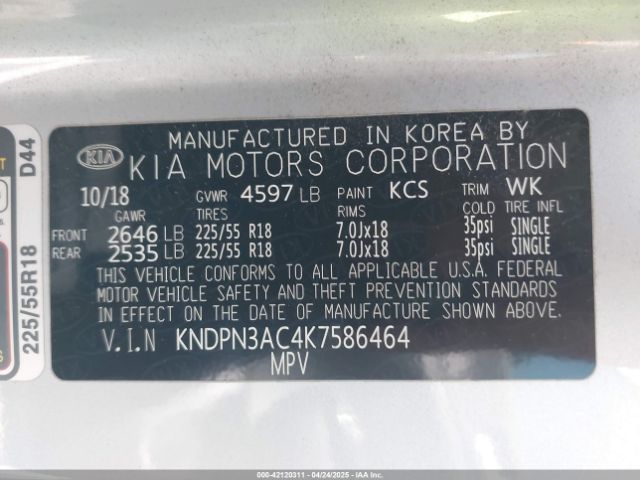 MANUFACTURED IN KOREA BY
KIA KIA MOTORS CORPORATION
10/18 GVWR 4597 LB PAINT KCS TRIM WK
GAWR TIRES RIMS COLD TIRE INFL
FRONT 2646 LB 225/55 R18 7.0Jx18 35psi SINGLE
REAR 2535 LB 225/55 R18 7.0Jx18 35psi SINGLE
THIS VEHICLE CONFORMS TO ALL APPLICABLE U.S.A. FEDERAL
MOTOR VEHICLE SAFETY AND THEFT PREVENTION STANDARDS
IN EFFECT ON THE DATE OF MANUFACTURE SHOWN ABOVE.
V.I.N KNDPN3AC4K7586464
MPV
225/55R18 D44
000-42120311 - 04/24/2025 - COPYRIGHT © IAA, LLC.